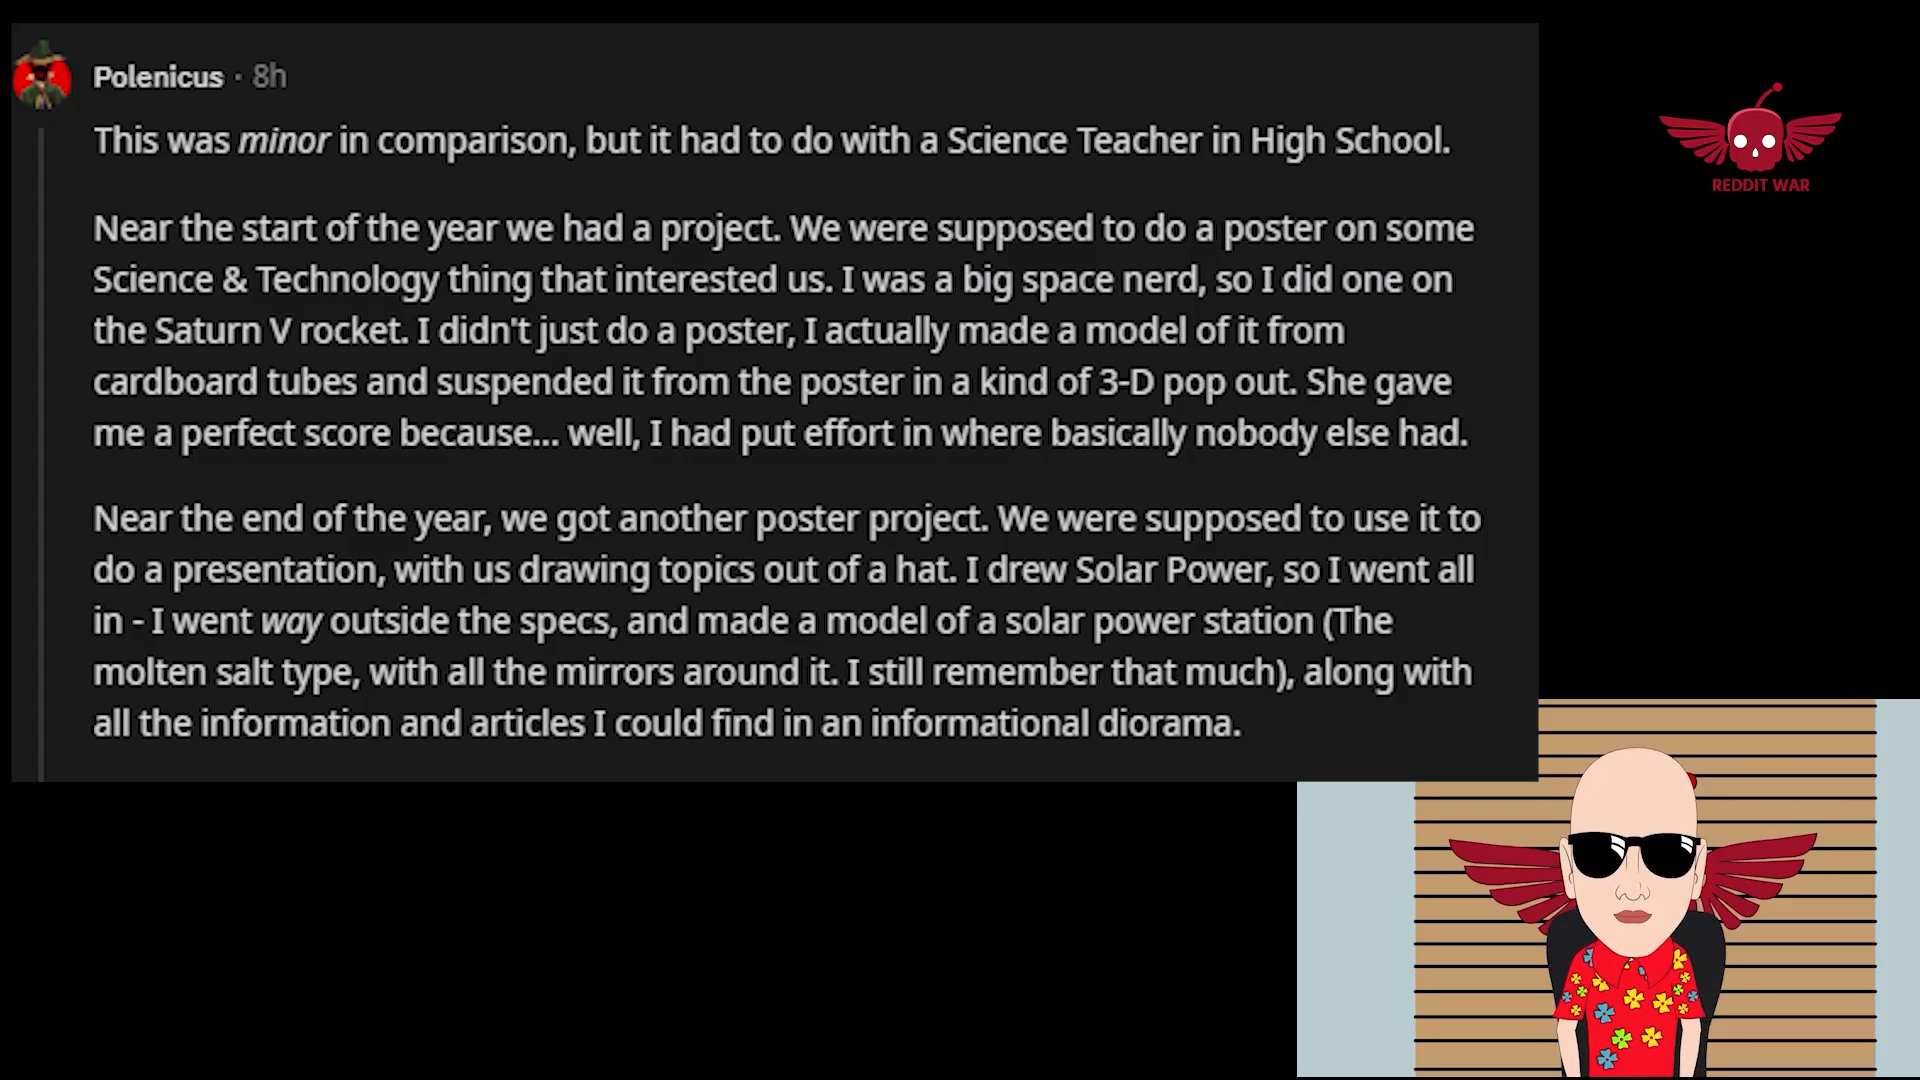 Polenicus · 8h
This was minor in comparison, but it had to do with a Science Teacher in High School.
Near the start of the year we had a project. We were supposed to do a poster on some
Science & Technology thing that interested us. I was a big space nerd, so I did one on
the Saturn V rocket. I didn't just do a poster, I actually made a model of it from
cardboard tubes and suspended it from the poster in a kind of 3-D pop out. She gave
me a perfect score because... well, I had put effort in where basically nobody else had.
Near the end of the year, we got another poster project. We were supposed to use it to
do a presentation, with us drawing topics out of a hat. I drew Solar Power, so I went all
in - I went way outside the specs, and made a model of a solar power station (The
molten salt type, with all the mirrors around it. I still remember that much), along with
all the information and articles I could find in an informational diorama.
REDDIT WAR